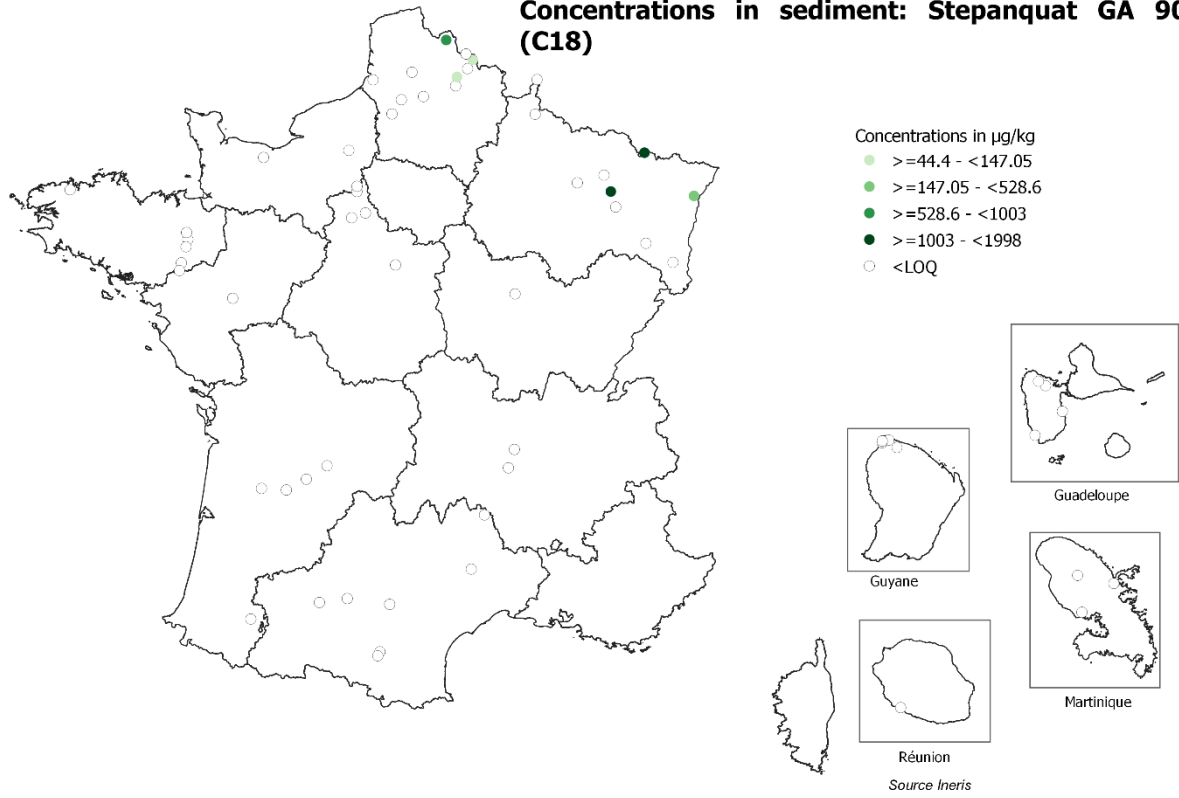 Concentrations in sediment: Stepanquat GA 90
(C18)
Concentrations in µg/kg
>=44.4 - <147.05
>=147.05 - <528.6
>=528.6 - <1003
>=1003 - <1998
<LOQ
Guadeloupe
Guyane
Martinique
Réunion
Source Ineris